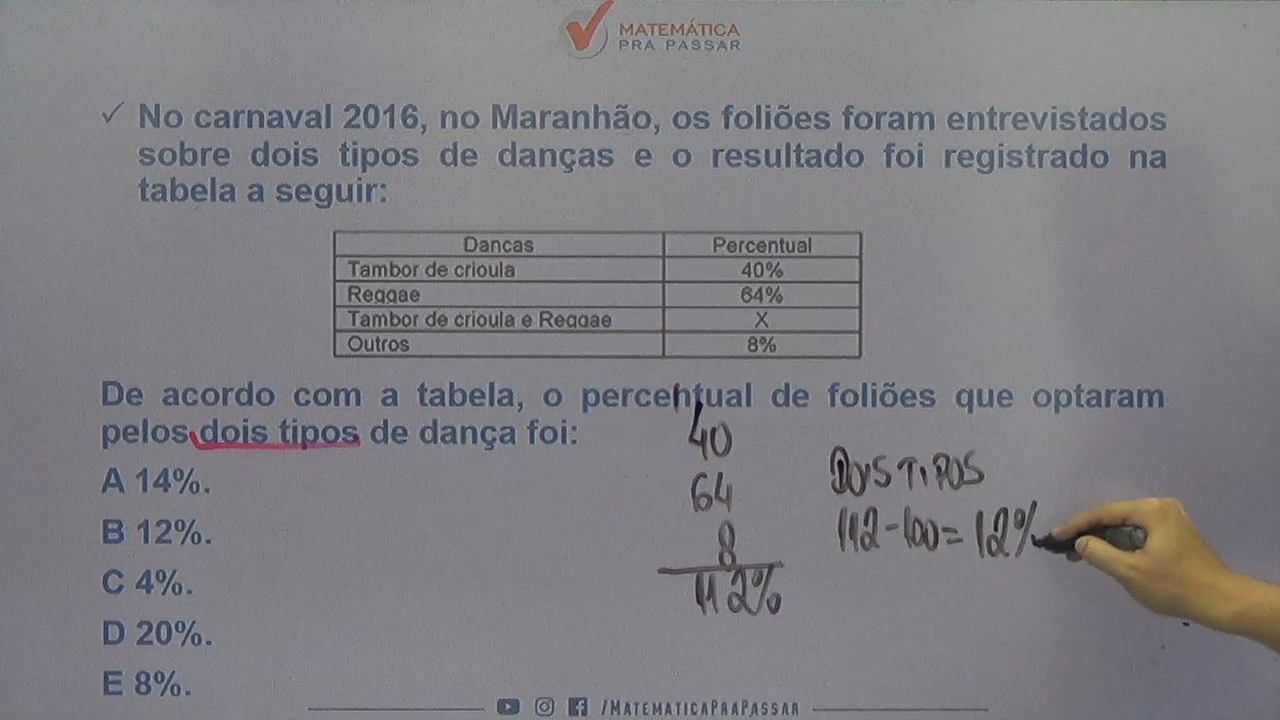 MATEMÁTICA
PRA PASSAR
✓ No carnaval 2016, no Maranhão, os foliões foram entrevistados
sobre dois tipos de danças e o resultado foi registrado na
tabela a seguir:
Danças Percentual
Tambor de crioula 40%
Reggae 64%
Tambor de crioula e Reggae X
Outros 8%
De acordo com a tabela, o percentual de foliões que optaram
pelos dois tipos de dança foi:
A 14%.
B 12%.
C 4%.
D 20%.
E 8%.
40
64
8
112%
DOIS TIPOS
112-100=12%
/MATEMATICAPRAPASSAR